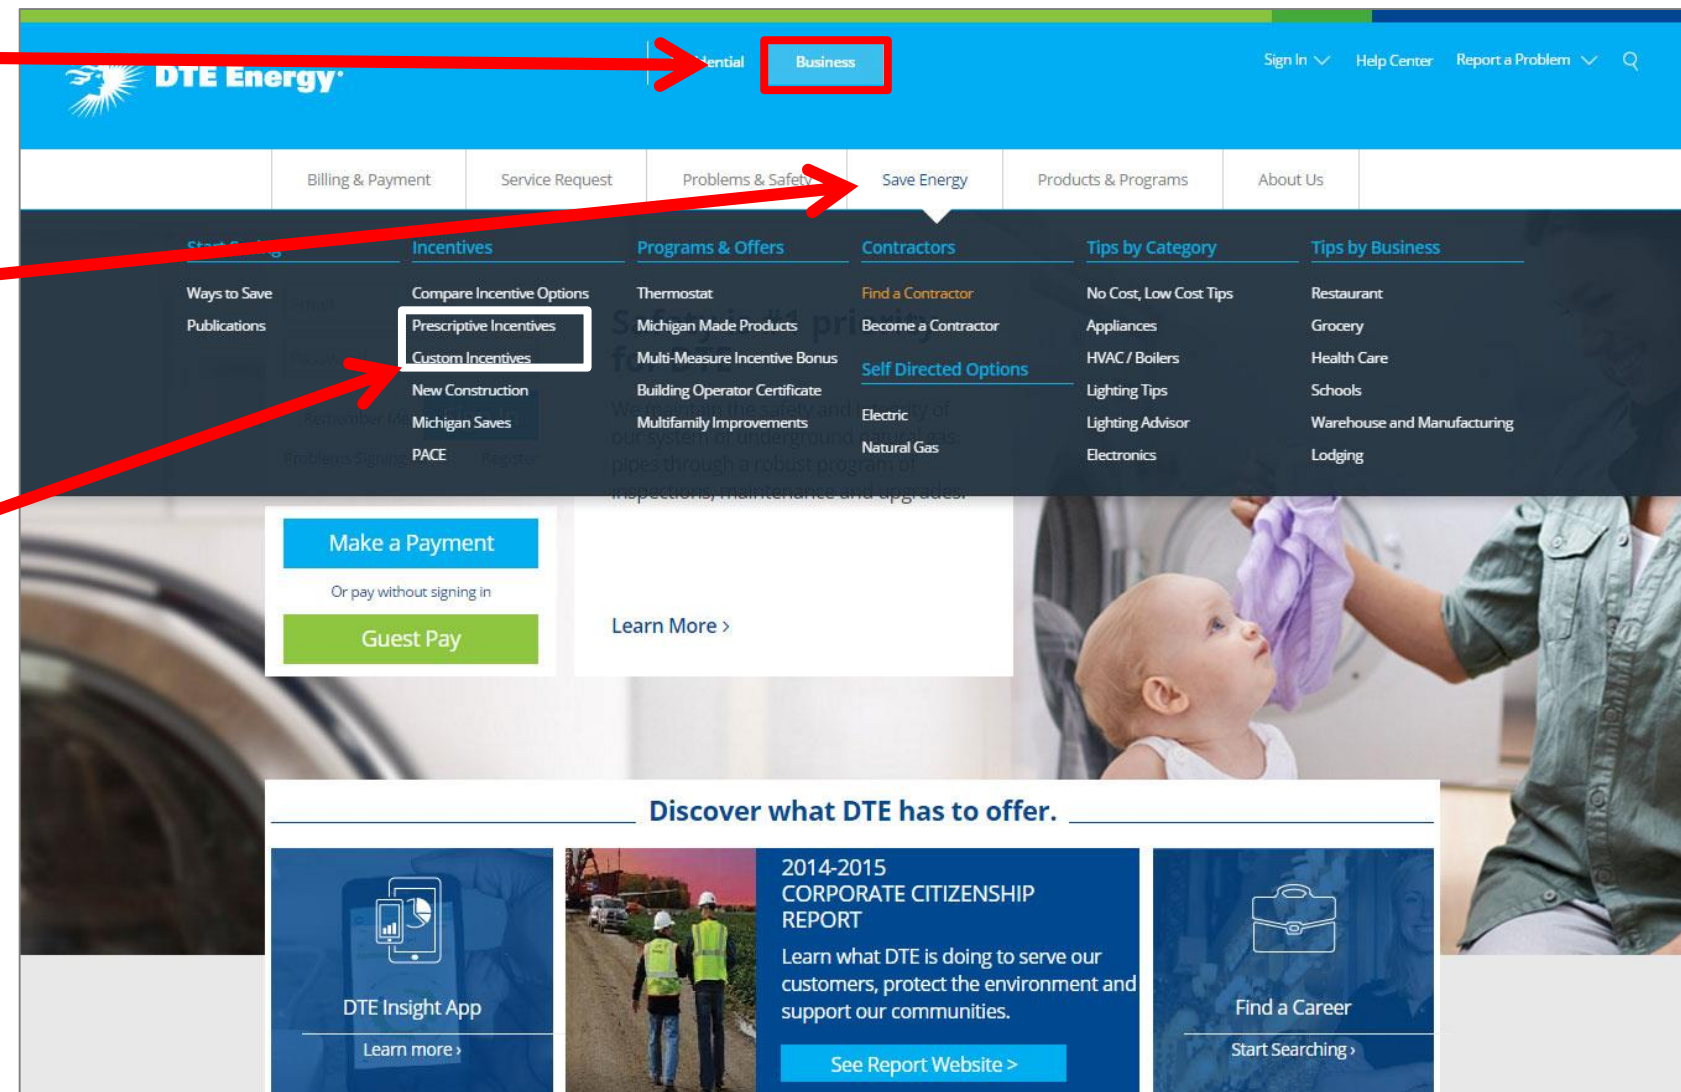 DTE Energy
Business
Sign In
Help Center
Report a Problem
Billing & Payment
Service Request
Problems & Safety
Save Energy
Products & Programs
About Us
Incentives
Programs & Offers
Contractors
Tips by Category
Tips by Business
Ways to Save
Compare Incentive Options
Thermostat
Find a Contractor
No Cost, Low Cost Tips
Restaurant
Publications
Prescriptive Incentives
Michigan Made Products
Become a Contractor
Appliances
Grocery
Custom Incentives
Multi-Measure Incentive Bonus
Self Directed Options
HVAC / Boilers
Health Care
New Construction
Building Operator Certificate
Lighting Tips
Schools
Michigan Saves
Multifamily Improvements
Electric
Lighting Advisor
Warehouse and Manufacturing
PACE
Natural Gas
Electronics
Lodging
inspections, maintenance and upgrades.
Make a Payment
Or pay without signing in
Guest Pay
Learn More >
Discover what DTE has to offer.
DTE Insight App
Learn more ›
2014-2015
CORPORATE CITIZENSHIP
REPORT
Learn what DTE is doing to serve our
customers, protect the environment and
support our communities.
See Report Website >
Find a Career
Start Searching ›